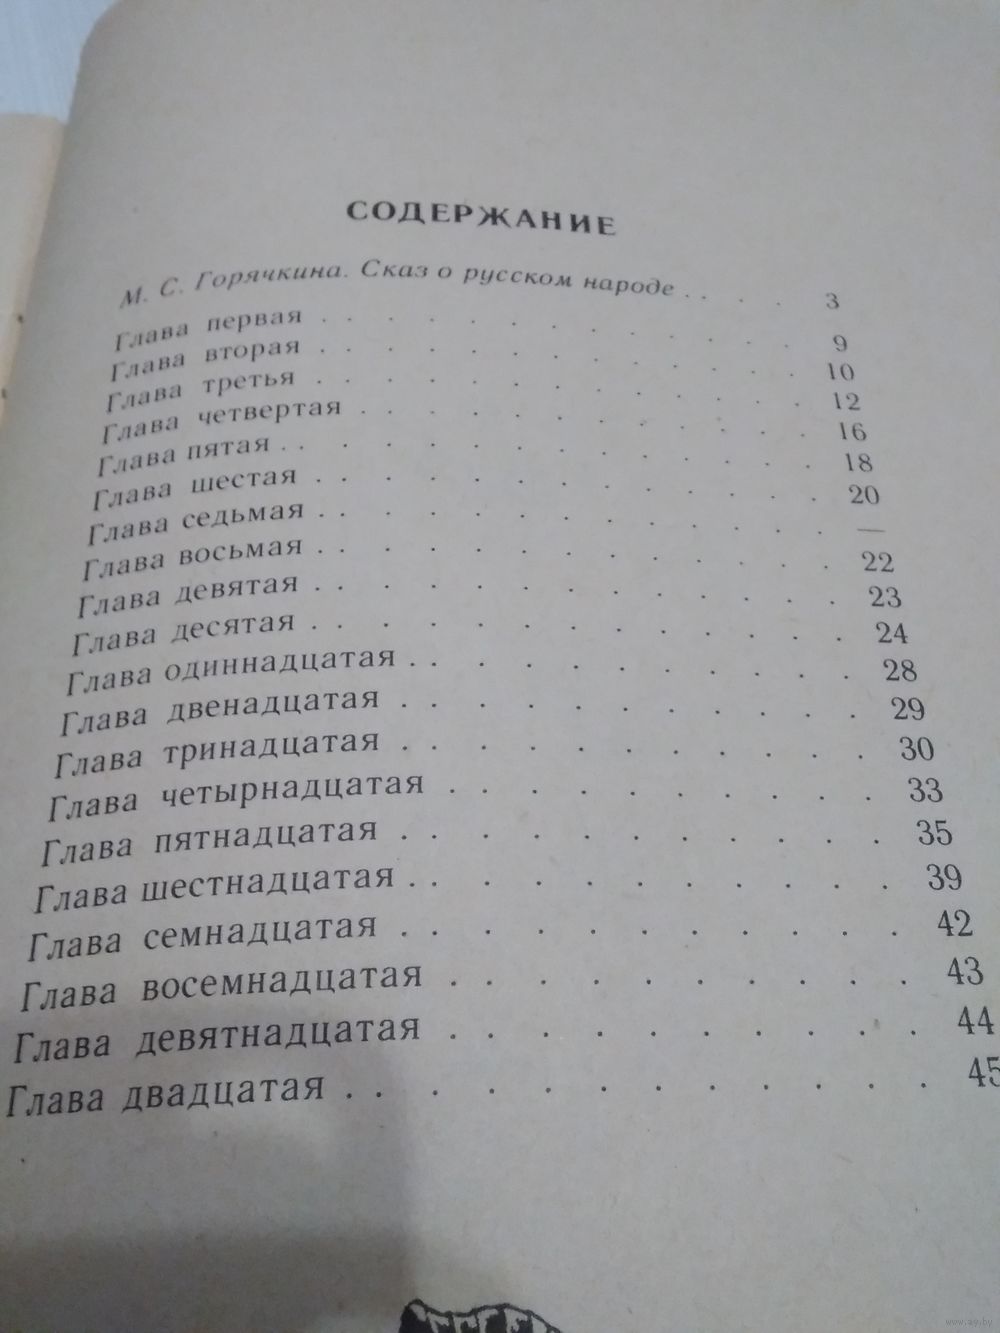 СОДЕРЖАНИЕ
М. С. Горячкина. Сказ о русском народе . . . . . 3
Глава первая . . . . . . . . . . . . 9
Глава вторая . . . . . . . . . . . . 10
Глава третья . . . . . . . . . . . . 12
Глава четвертая . . . . . . . . . . . 16
Глава пятая . . . . . . . . . . . . . 18
Глава шестая . . . . . . . . . . . . 20
Глава седьмая . . . . . . . . . . . . —
Глава восьмая . . . . . . . . . . . . 22
Глава девятая . . . . . . . . . . . . 23
Глава десятая . . . . . . . . . . . . 24
Глава одиннадцатая . . . . . . . . . . 28
Глава двенадцатая . . . . . . . . . . 29
Глава тринадцатая . . . . . . . . . . 30
Глава четырнадцатая . . . . . . . . . 33
Глава пятнадцатая . . . . . . . . . . 35
Глава шестнадцатая . . . . . . . . . . 39
Глава семнадцатая . . . . . . . . . . 42
Глава восемнадцатая . . . . . . . . . 43
Глава девятнадцатая . . . . . . . . . 44
Глава двадцатая . . . . . . . . . . . 45
www.ay.by